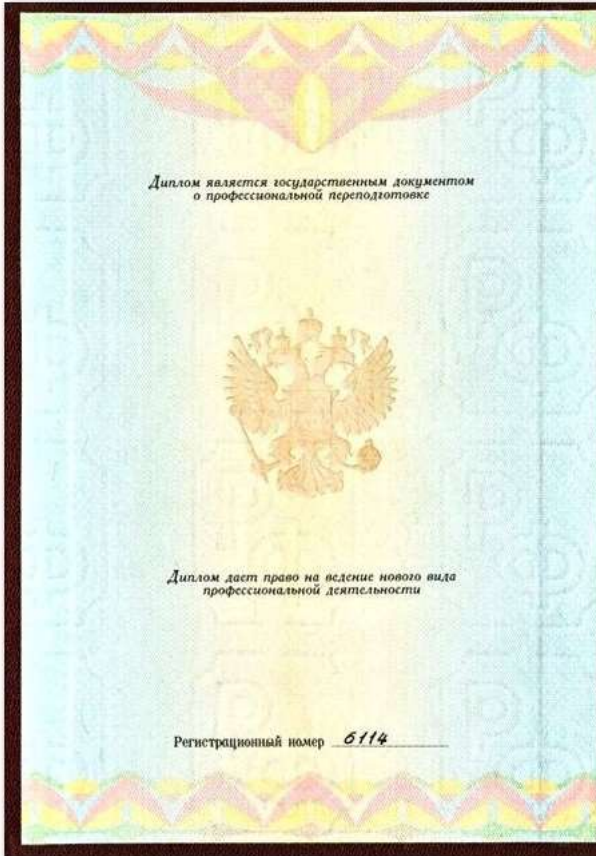 Диплом является государственным документом
о профессиональной переподготовке
Диплом дает право на ведение нового вида
профессиональной деятельности
Регистрационный номер 6114